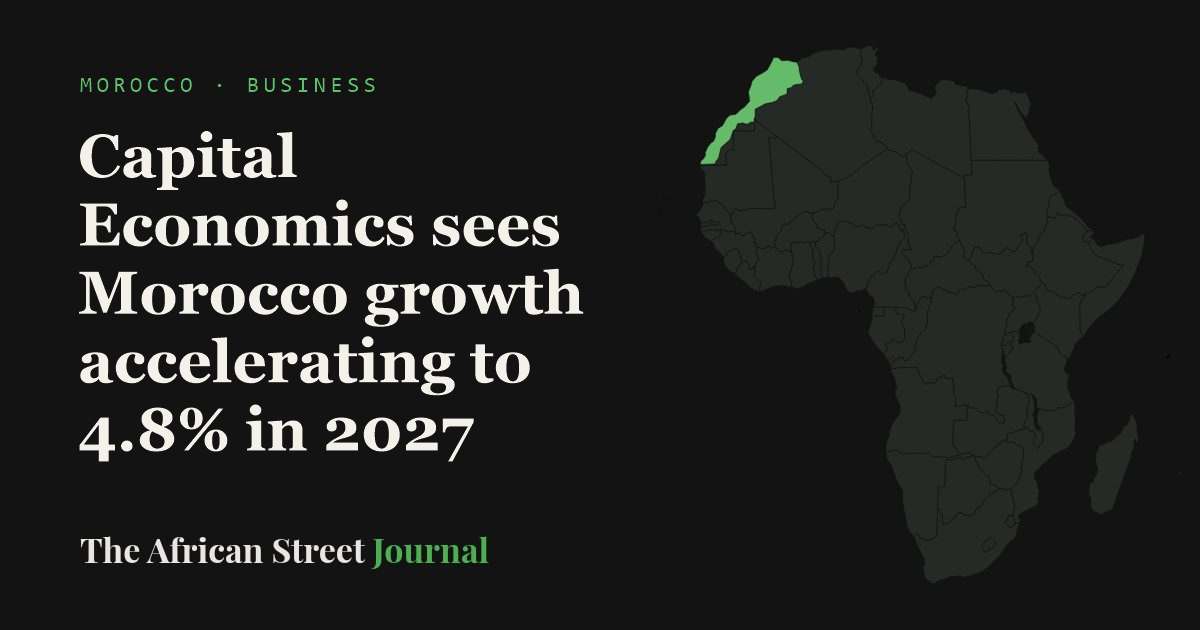 MOROCCO · BUSINESS
Capital
Economics sees
Morocco growth
accelerating to
4.8% in 2027
The African Street Journal